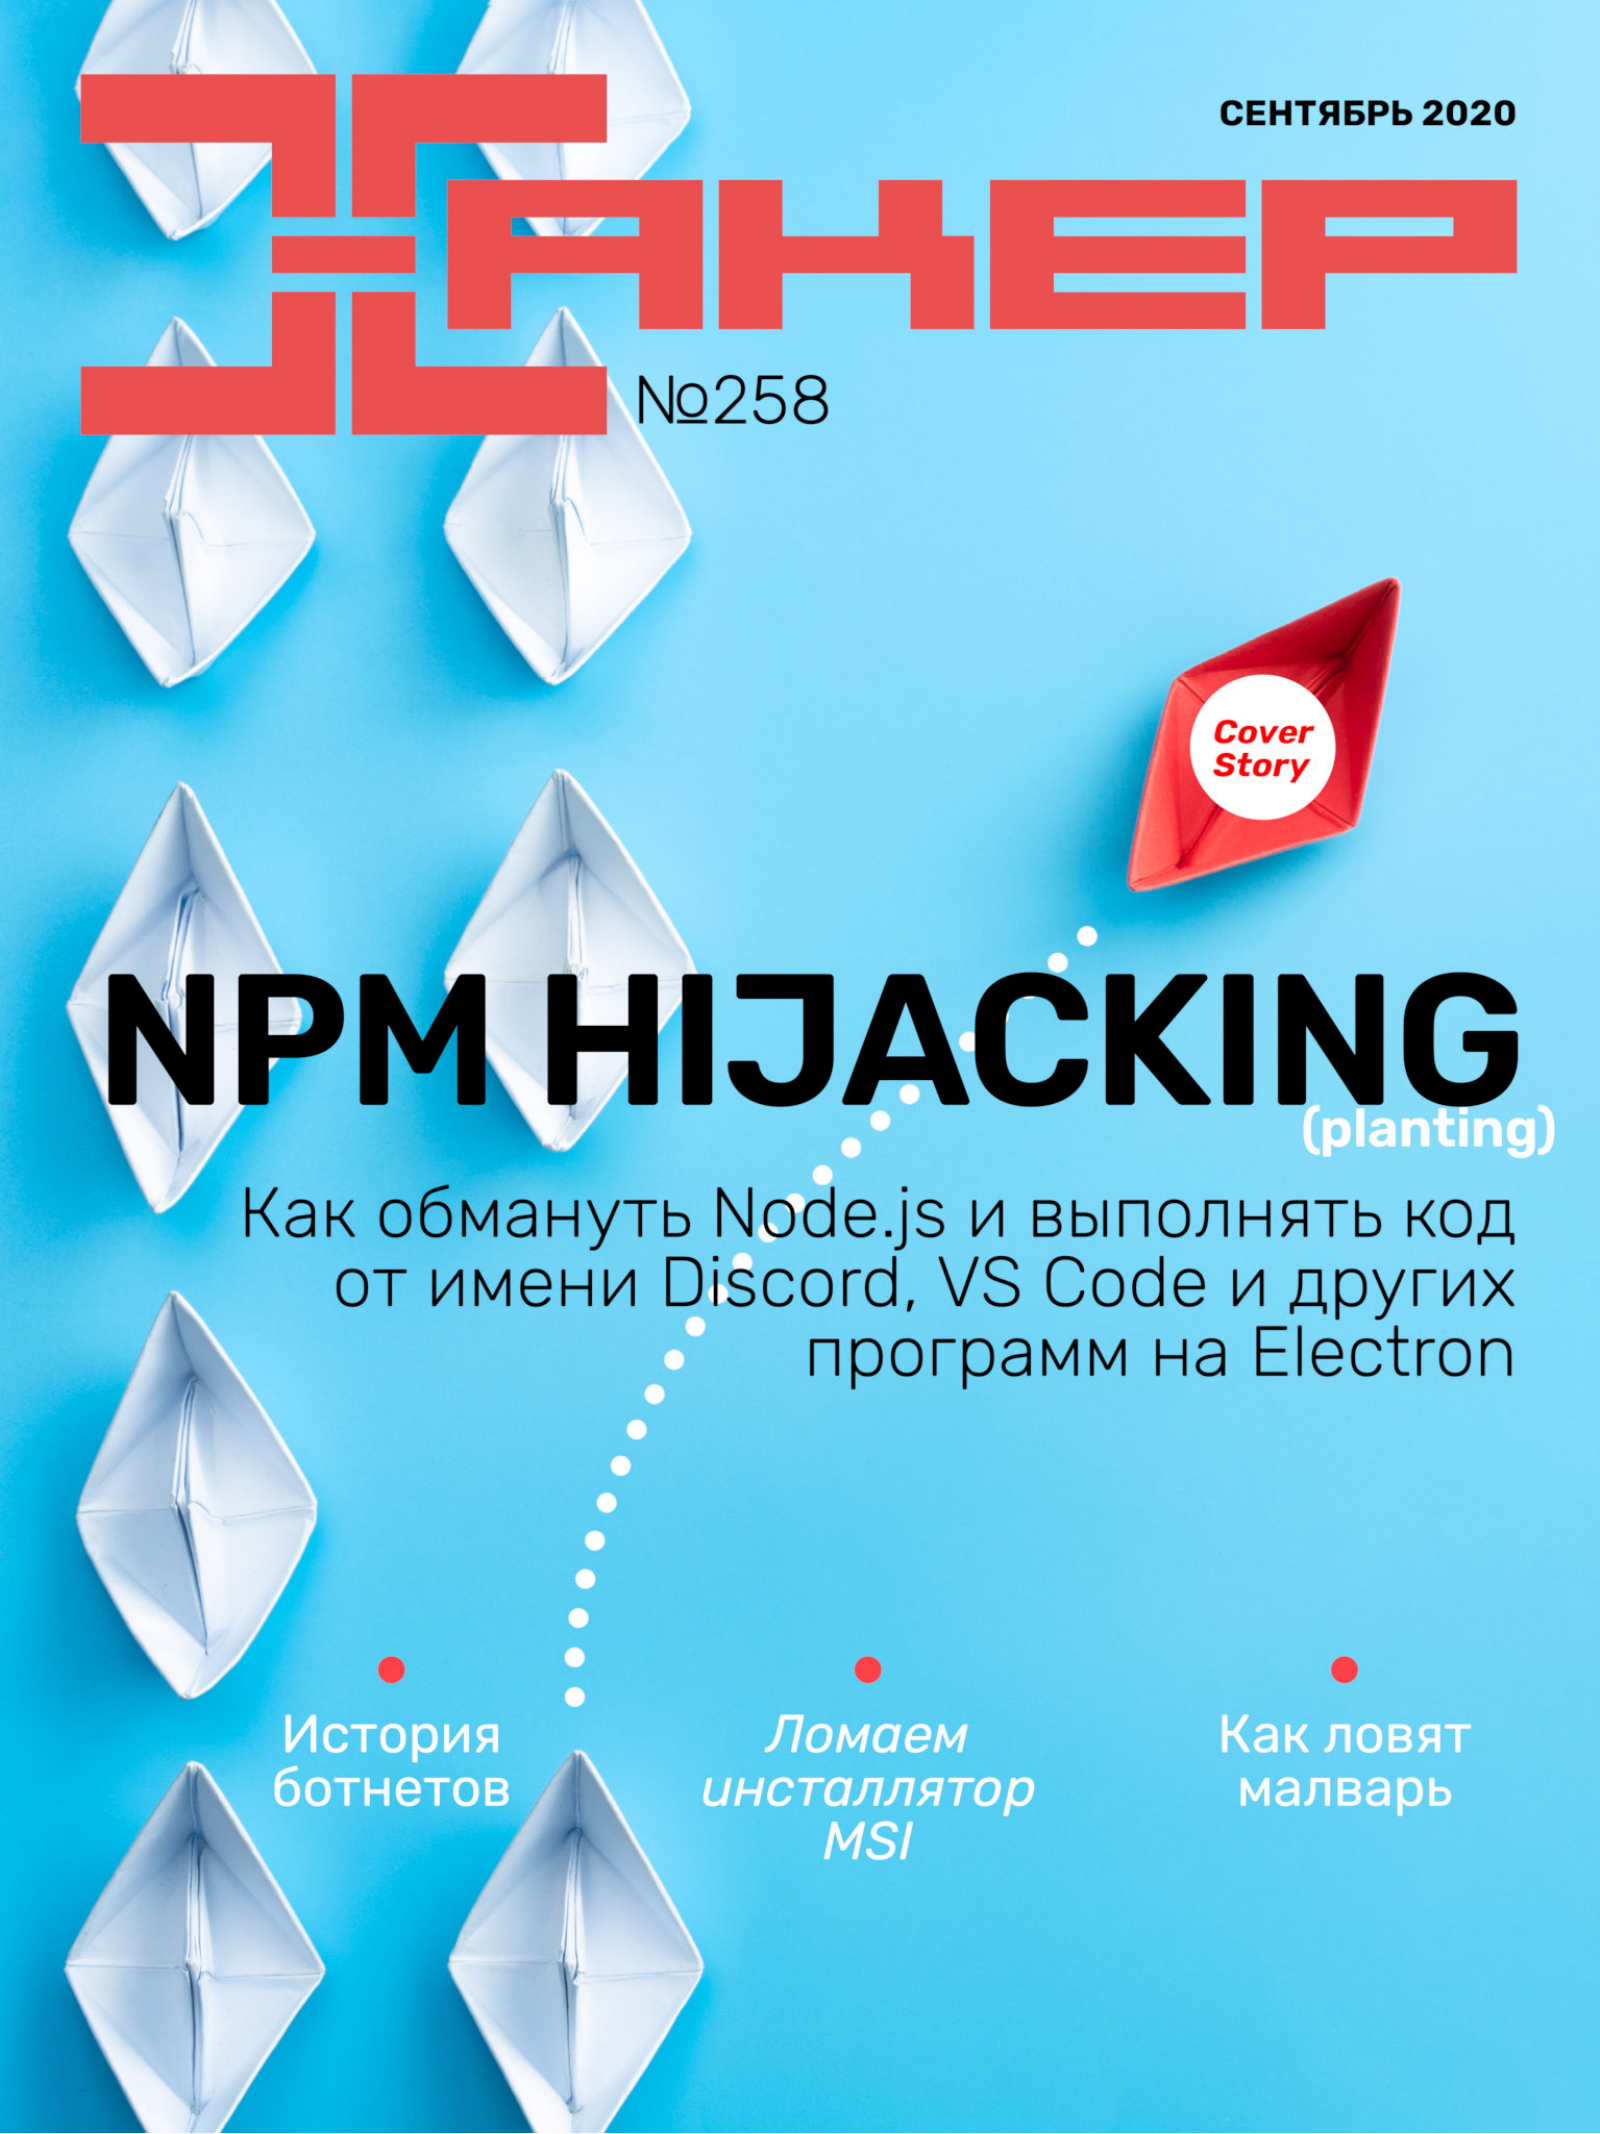 СЕНТЯБРЬ 2020
ХАКЕР
№258
Cover
Story
NPM HIJACKING
(planting)
Как обмануть Node.js и выполнять код
от имени Discord, VS Code и других
программ на Electron
История
ботнетов
Ломаем
инсталлятор
MSI
Как ловят
малварь